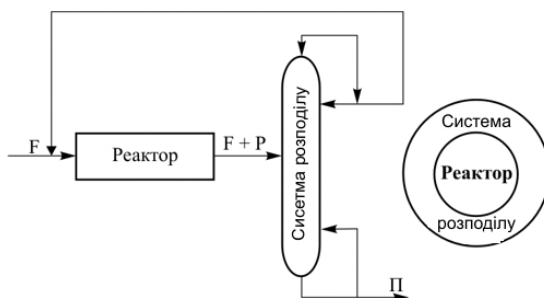 F
Реактор
F + P
Сисетма розподілу
П
Система
Реактор
розподілу